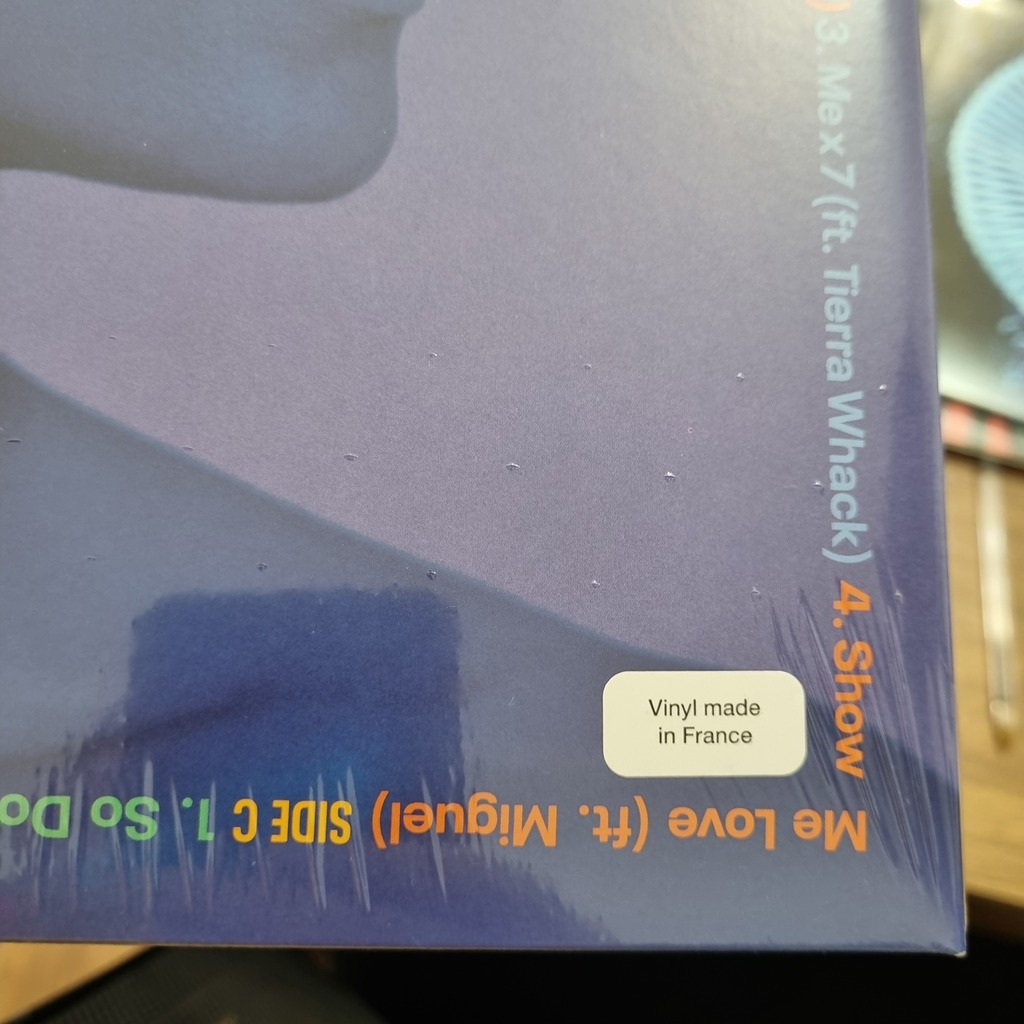 ) 3. Me x 7 (ft. Tierra Whack) 4. Show
Me Love (ft. Miguel) SIDE C 1. So Do
Vinyl made
in France